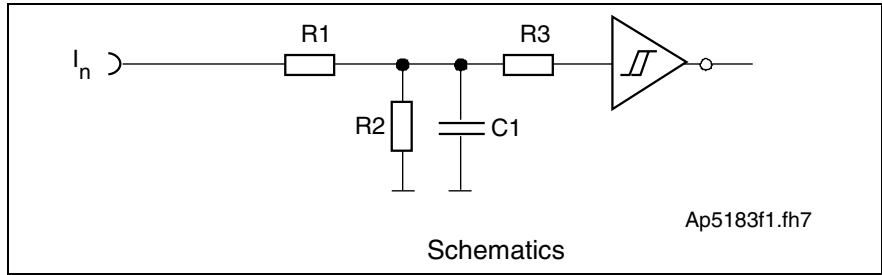 R1
R3
In
R2
C1
Ap5183f1.fh7
Schematics